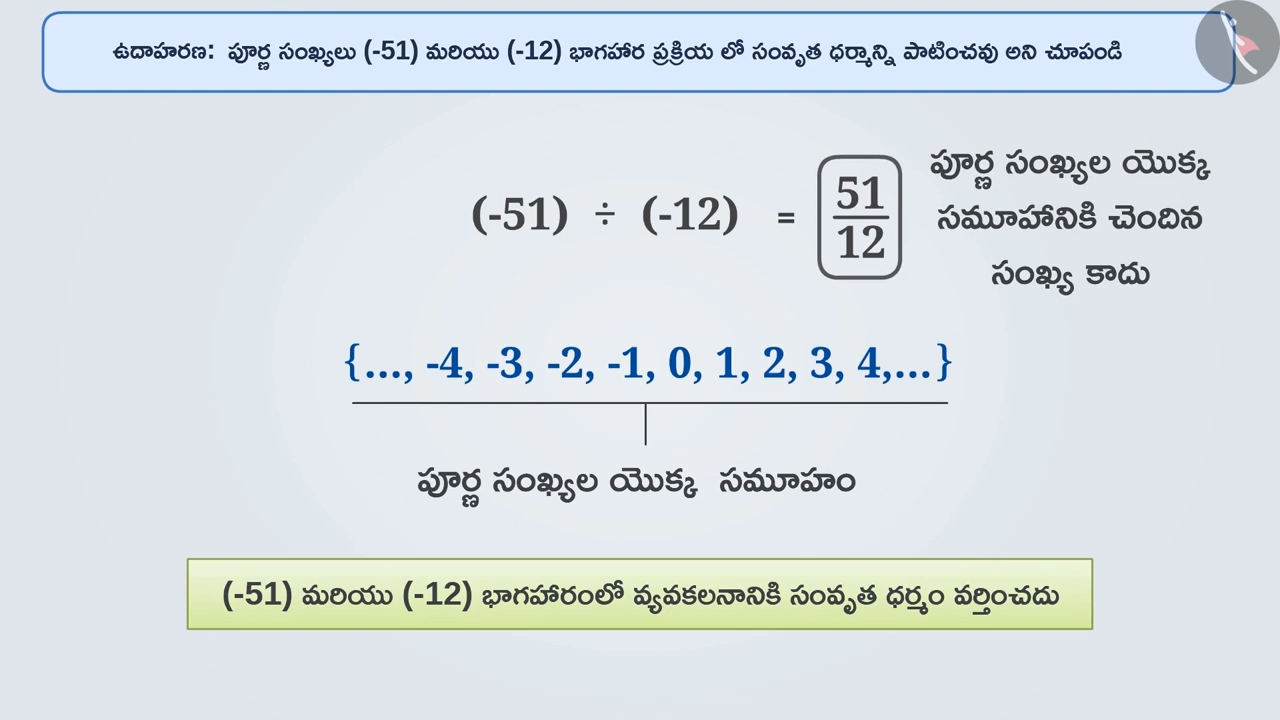 ఉదాహరణ: పూర్ణ సంఖ్యలు (-51) మరియు (-12) భాగహార ప్రక్రియ లో సంవృత ధర్మాన్ని పాటించవు అని చూపండి
(-51) ÷ (-12) = 51/12
పూర్ణ సంఖ్యల యొక్క
సమూహానికి చెందిన
సంఖ్య కాదు
{..., -4, -3, -2, -1, 0, 1, 2, 3, 4,...}
పూర్ణ సంఖ్యల యొక్క సమూహం
(-51) మరియు (-12) భాగహారంలో వ్యవకలనానికి సంవృత ధర్మం వర్తించదు